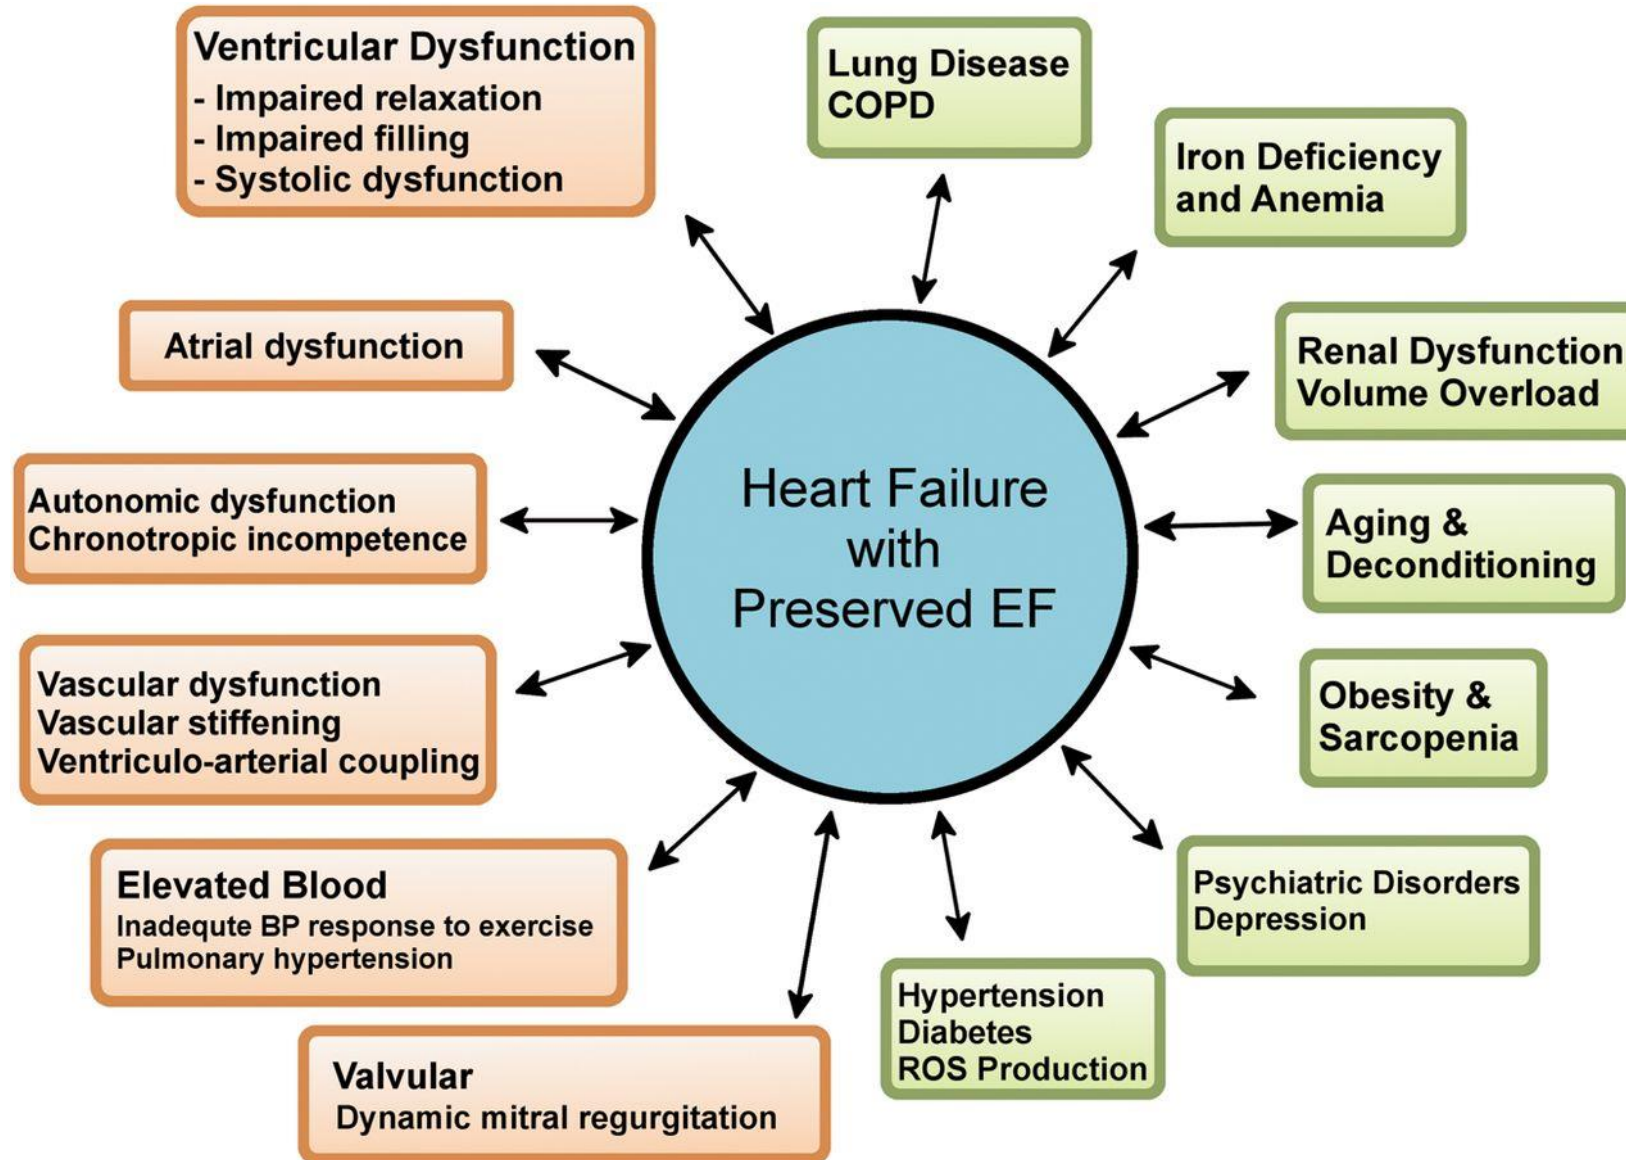 Ventricular Dysfunction
- Impaired relaxation
- Impaired filling
- Systolic dysfunction
Atrial dysfunction
Autonomic dysfunction
Chronotropic incompetence
Vascular dysfunction
Vascular stiffening
Ventriculo-arterial coupling
Elevated Blood
Inadequte BP response to exercise
Pulmonary hypertension
Valvular
Dynamic mitral regurgitation
Heart Failure
with
Preserved EF
Lung Disease
COPD
Iron Deficiency
and Anemia
Renal Dysfunction
Volume Overload
Aging &
Deconditioning
Obesity &
Sarcopenia
Psychiatric Disorders
Depression
Hypertension
Diabetes
ROS Production